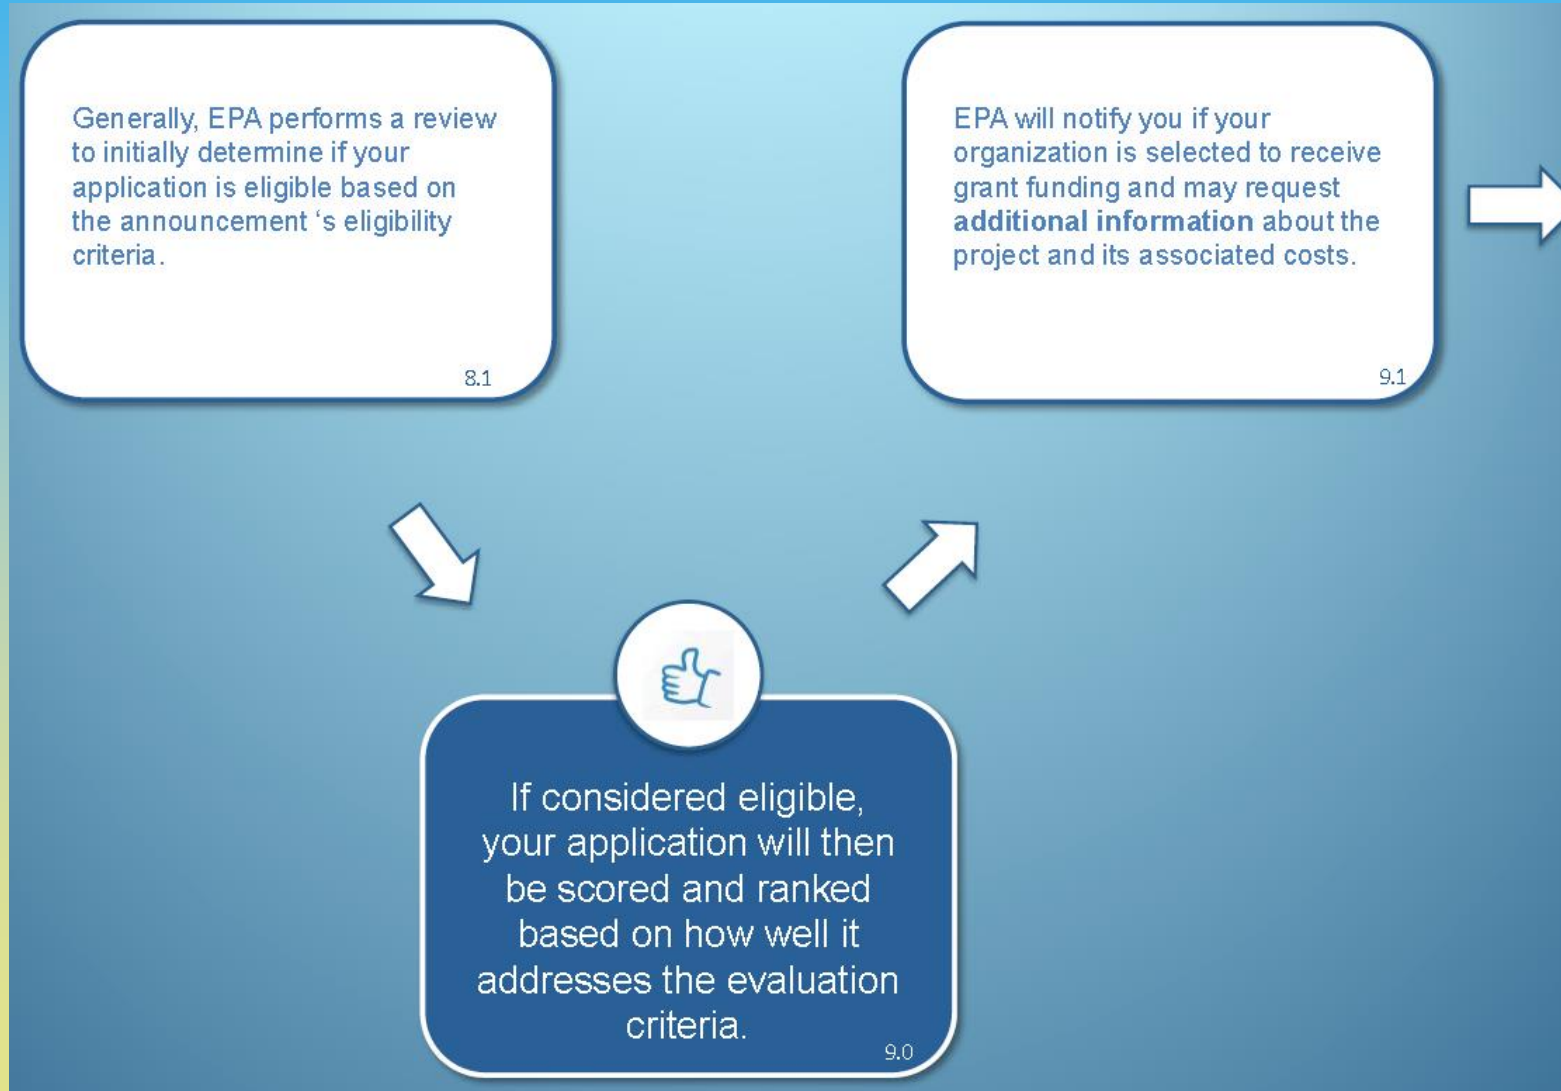 Generally, EPA performs a review
to initially determine if your
application is eligible based on
the announcement ‘s eligibility
criteria.
8.1
If considered eligible,
your application will then
be scored and ranked
based on how well it
addresses the evaluation
criteria.
9.0
EPA will notify you if your
organization is selected to receive
grant funding and may request
additional information about the
project and its associated costs.
9.1